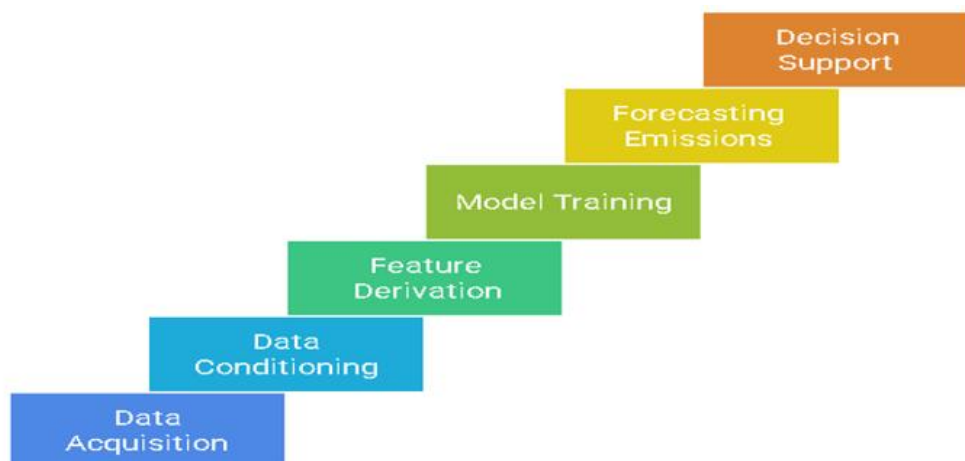 Decision
Support
Forecasting
Emissions
Model Training
Feature
Derivation
Data
Conditioning
Data
Acquisition